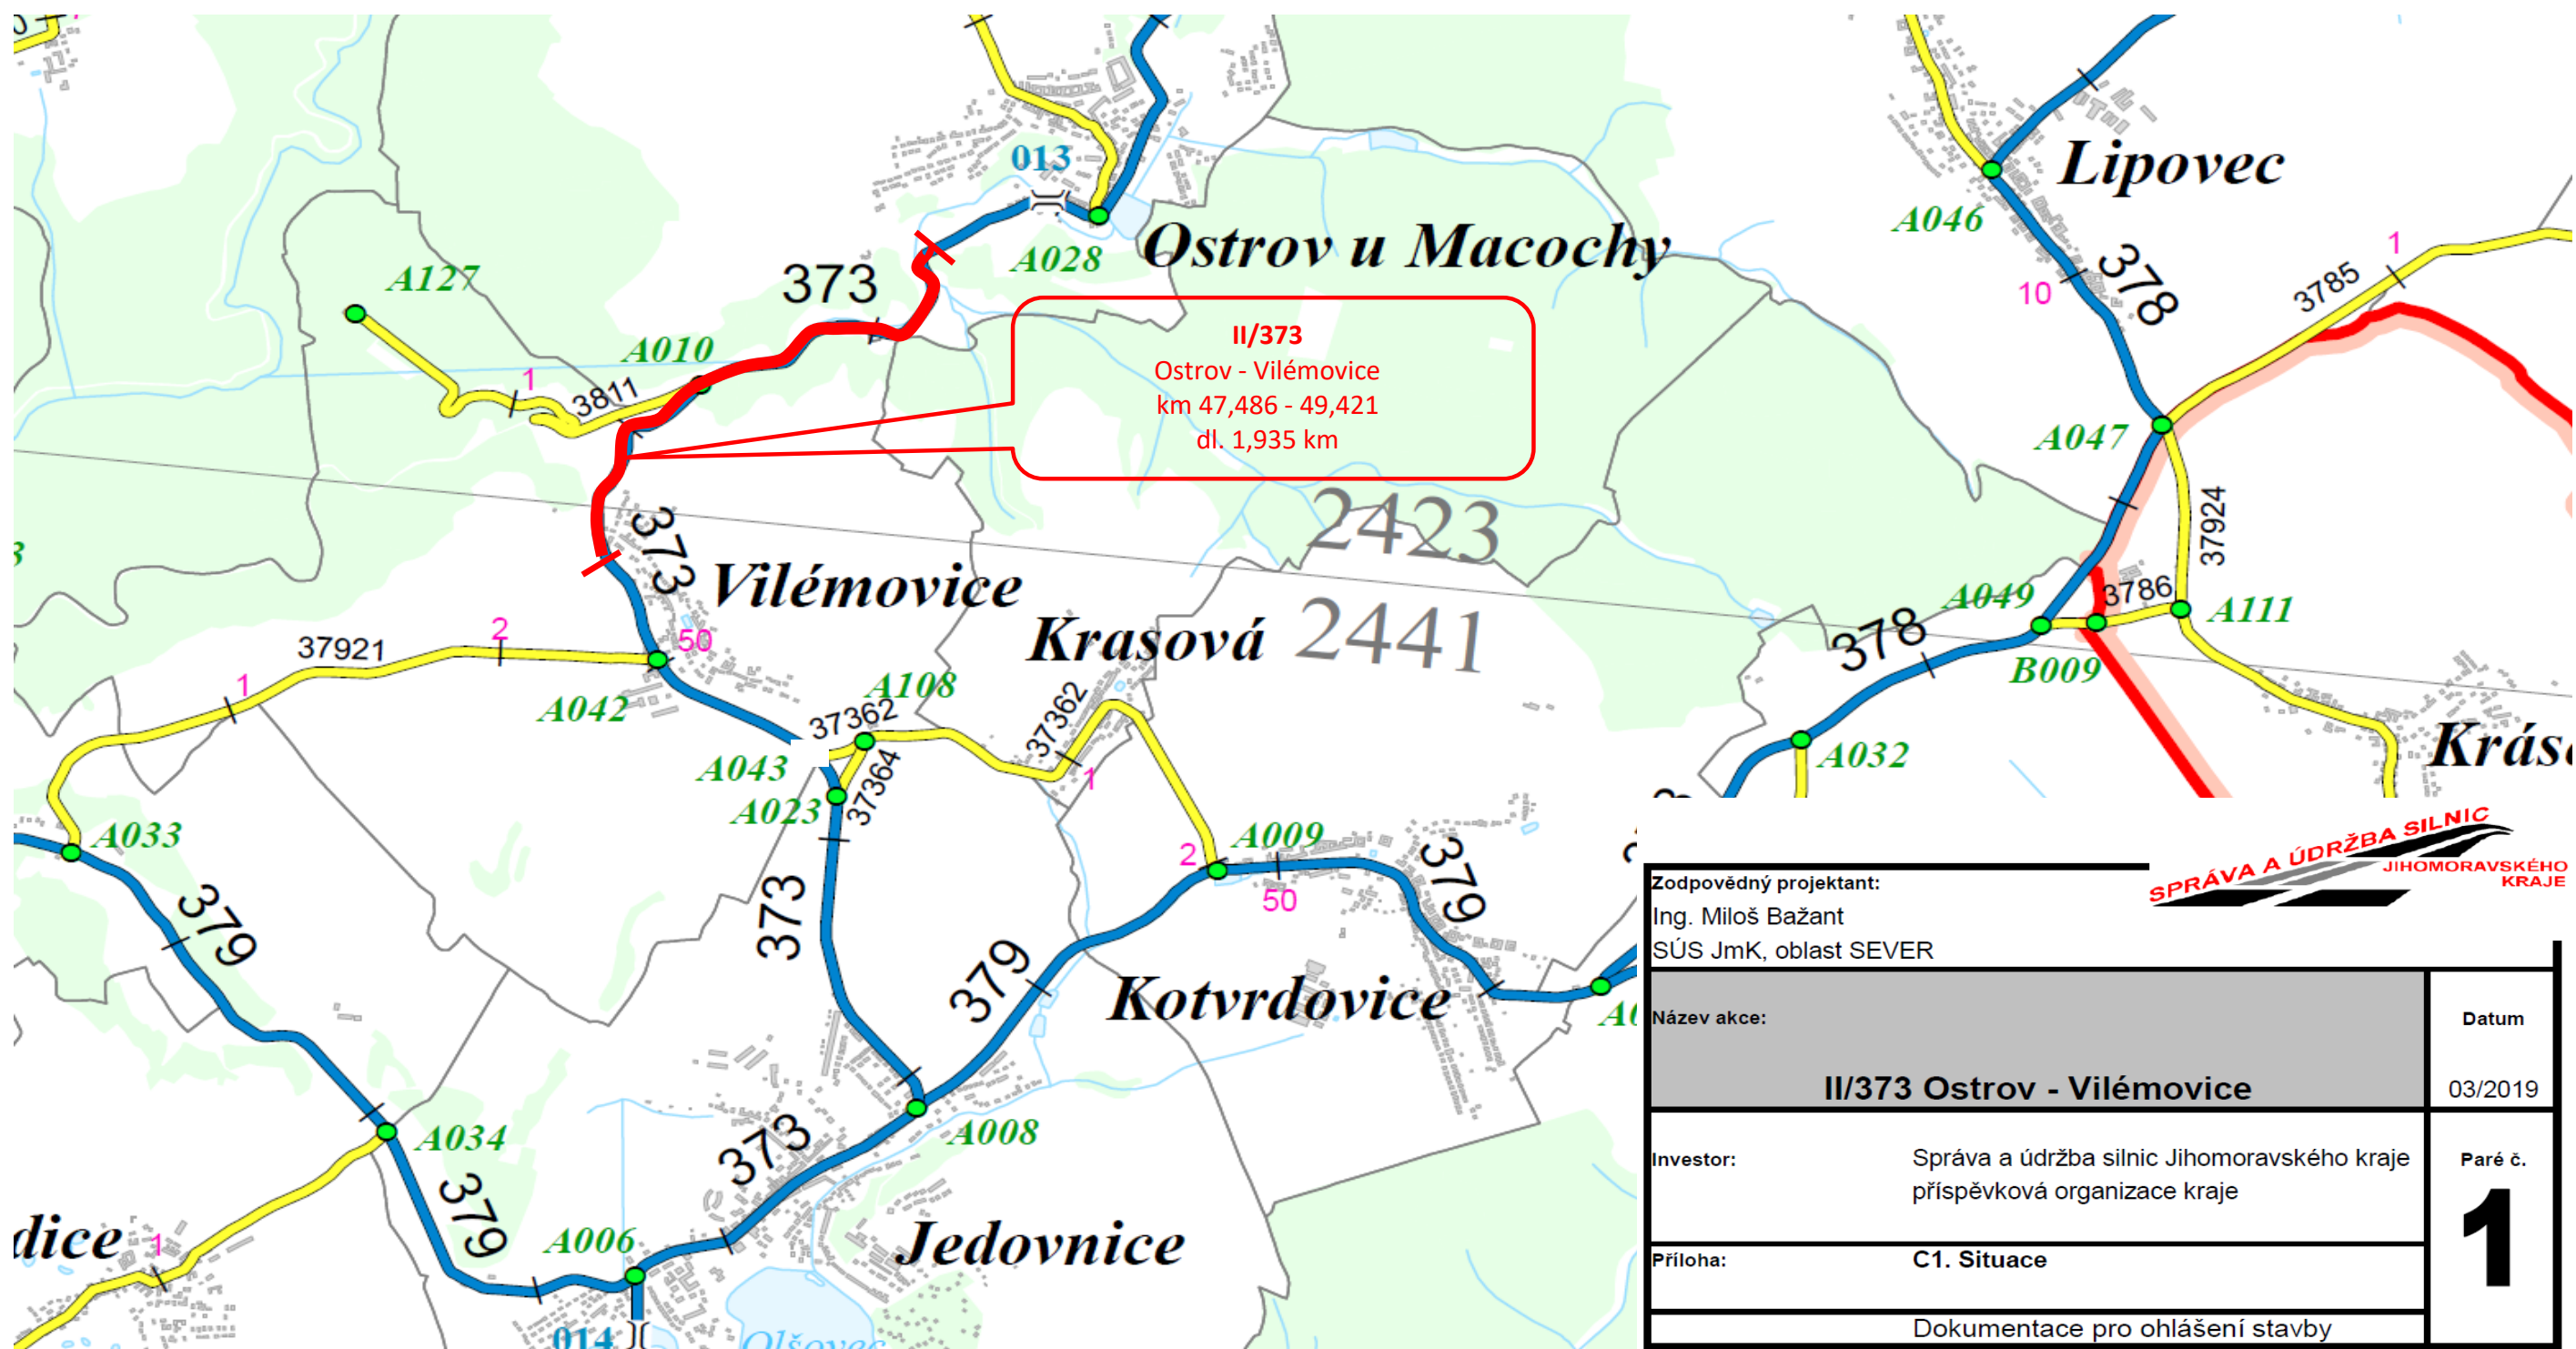 013
Lipovec
A046
A028
Ostrov u Macochy
A127
373
378
1
10
3785
A010
1
3811
II/373
Ostrov - Vilémovice
km 47,486 - 49,421
dl. 1,935 km
A047
2423
37924
373
Vilémovice
Krasová
2441
A049
3786
A111
378
B009
37921
2
50
1
A042
A108
37362
37362
A043
37364
1
A023
A032
A033
A009
2
50
379
373
379
379
Kotvrdovice
A008
A034
373
379
A006
Jedovnice
dice
1
014
Olšovec
SPRÁVA A ÚDRŽBA SILNIC
JIHOMORAVSKÉHO
KRAJE
Zodpovědný projektant:
Ing. Miloš Bažant
SÚS JmK, oblast SEVER
Název akce:
Datum
II/373 Ostrov - Vilémovice
03/2019
Investor:
Správa a údržba silnic Jihomoravského kraje
příspěvková organizace kraje
Paré č.
1
Příloha:
C1. Situace
Dokumentace pro ohlášení stavby